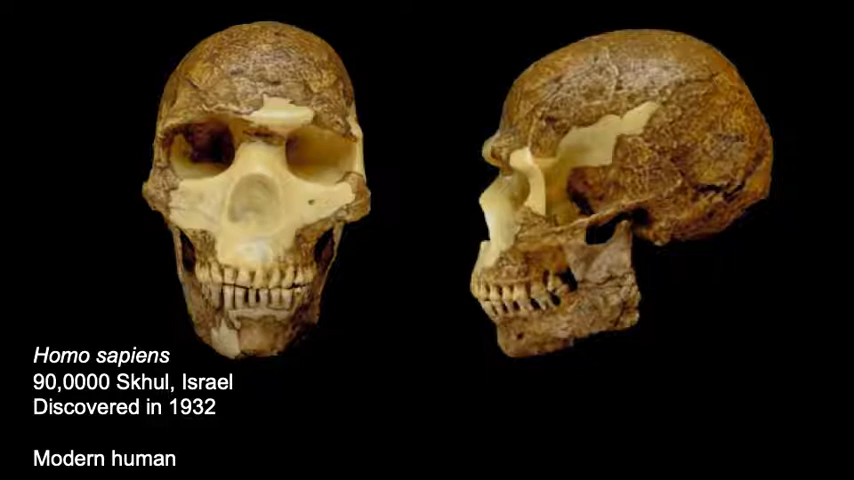 Homo sapiens
90,0000 Skhul, Israel
Discovered in 1932
Modern human